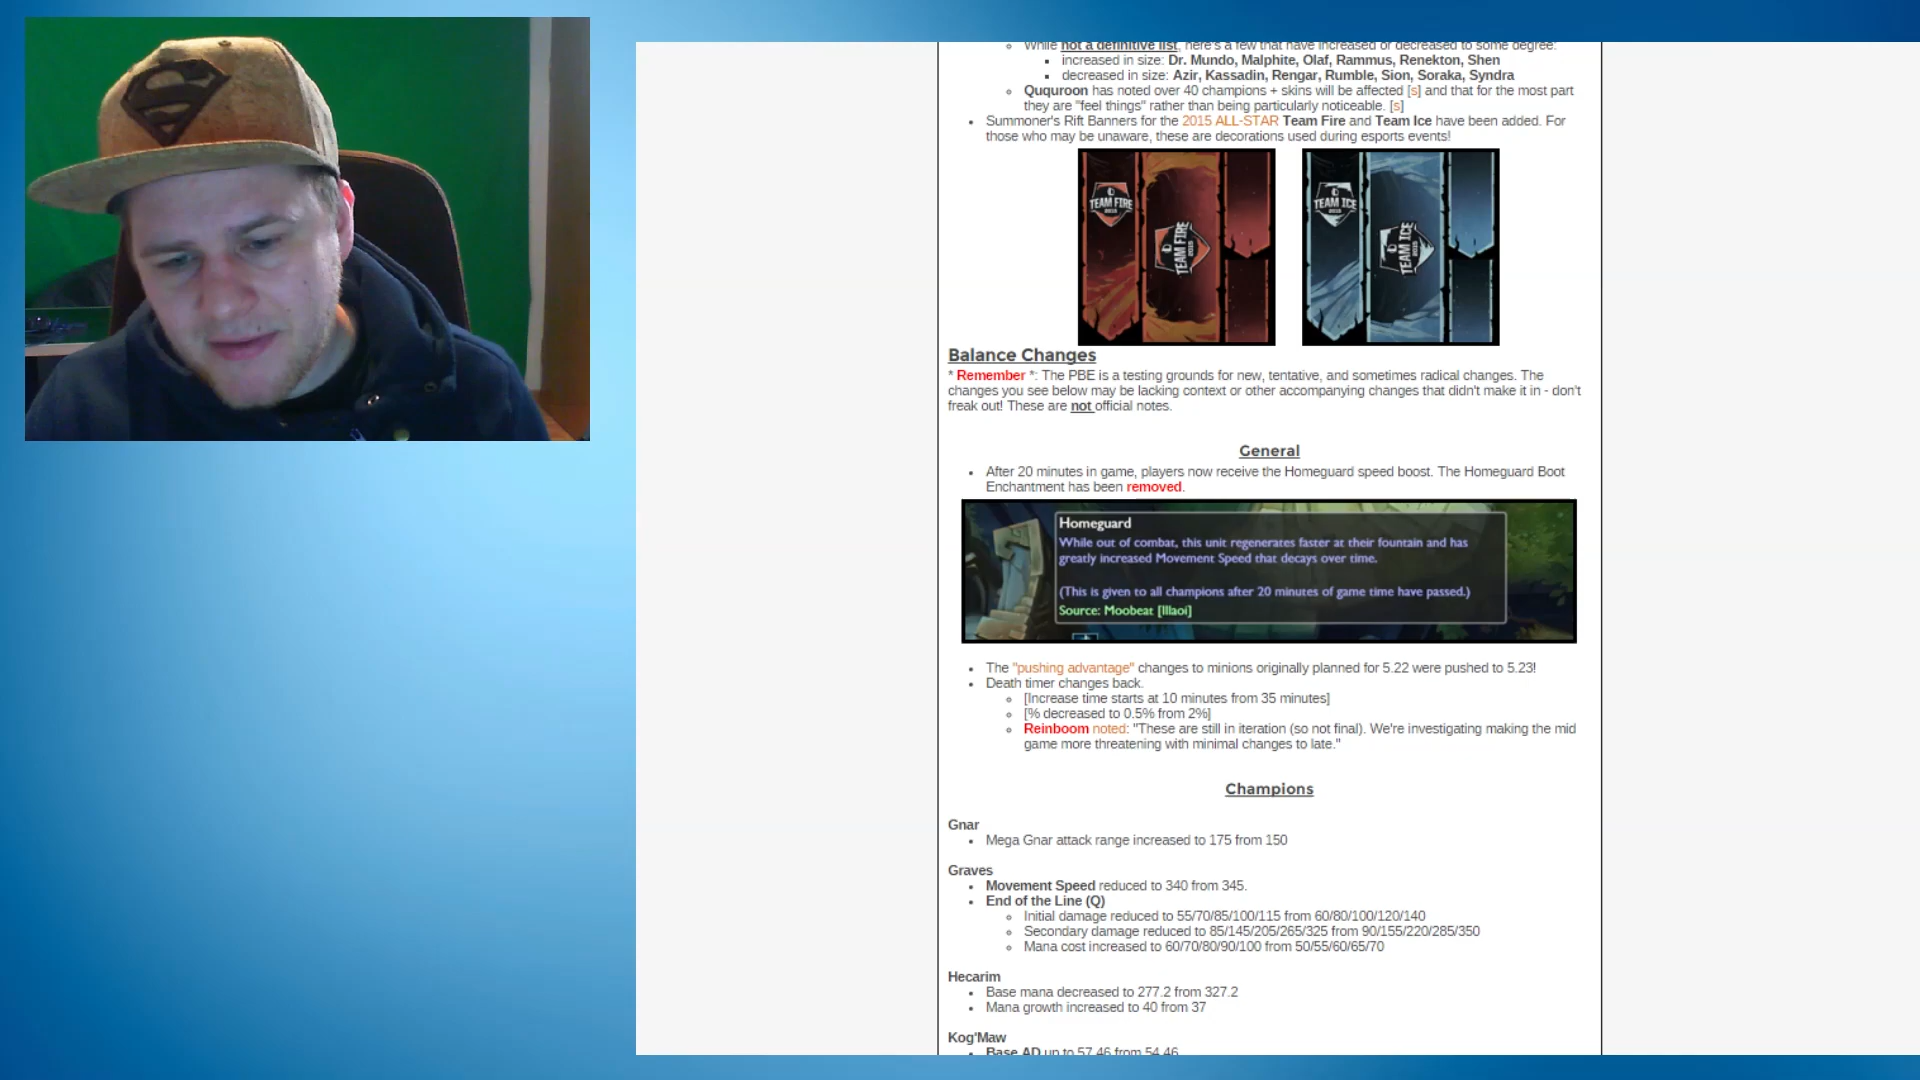 While not a definitive list, here's a few that have increased or decreased to some degree:
increased in size: Dr. Mundo, Malphite, Olaf, Rammus, Renekton, Shen
decreased in size: Azir, Kassadin, Rengar, Rumble, Sion, Soraka, Syndra
Ququroon has noted over 40 champions + skins will be affected [s] and that for the most part
they are "feel things" rather than being particularly noticeable. [s]
Summoner's Rift Banners for the 2015 ALL-STAR Team Fire and Team Ice have been added. For
those who may be unaware, these are decorations used during esports events!
TEAM FIRE
2015
TEAM FIRE
2015
TEAM ICE
2015
TEAM ICE
2015
Balance Changes
* Remember *: The PBE is a testing grounds for new, tentative, and sometimes radical changes. The
changes you see below may be lacking context or other accompanying changes that didn't make it in - don't
freak out! These are not official notes.
General
After 20 minutes in game, players now receive the Homeguard speed boost. The Homeguard Boot
Enchantment has been removed.
Homeguard
While out of combat, this unit regenerates faster at their fountain and has
greatly increased Movement Speed that decays over time.
(This is given to all champions after 20 minutes of game time have passed.)
Source: Moobeat [Illaoi]
The "pushing advantage" changes to minions originally planned for 5.22 were pushed to 5.23!
Death timer changes back.
[Increase time starts at 10 minutes from 35 minutes]
[% decreased to 0.5% from 2%]
Reinboom noted: "These are still in iteration (so not final). We're investigating making the mid
game more threatening with minimal changes to late."
Champions
Gnar
Mega Gnar attack range increased to 175 from 150
Graves
Movement Speed reduced to 340 from 345.
End of the Line (Q)
Initial damage reduced to 55/70/85/100/115 from 60/80/100/120/140
Secondary damage reduced to 85/145/205/265/325 from 90/155/220/285/350
Mana cost increased to 60/70/80/90/100 from 50/55/60/65/70
Hecarim
Base mana decreased to 277.2 from 327.2
Mana growth increased to 40 from 37
Kog'Maw
Base AD up to 57.46 from 54.46